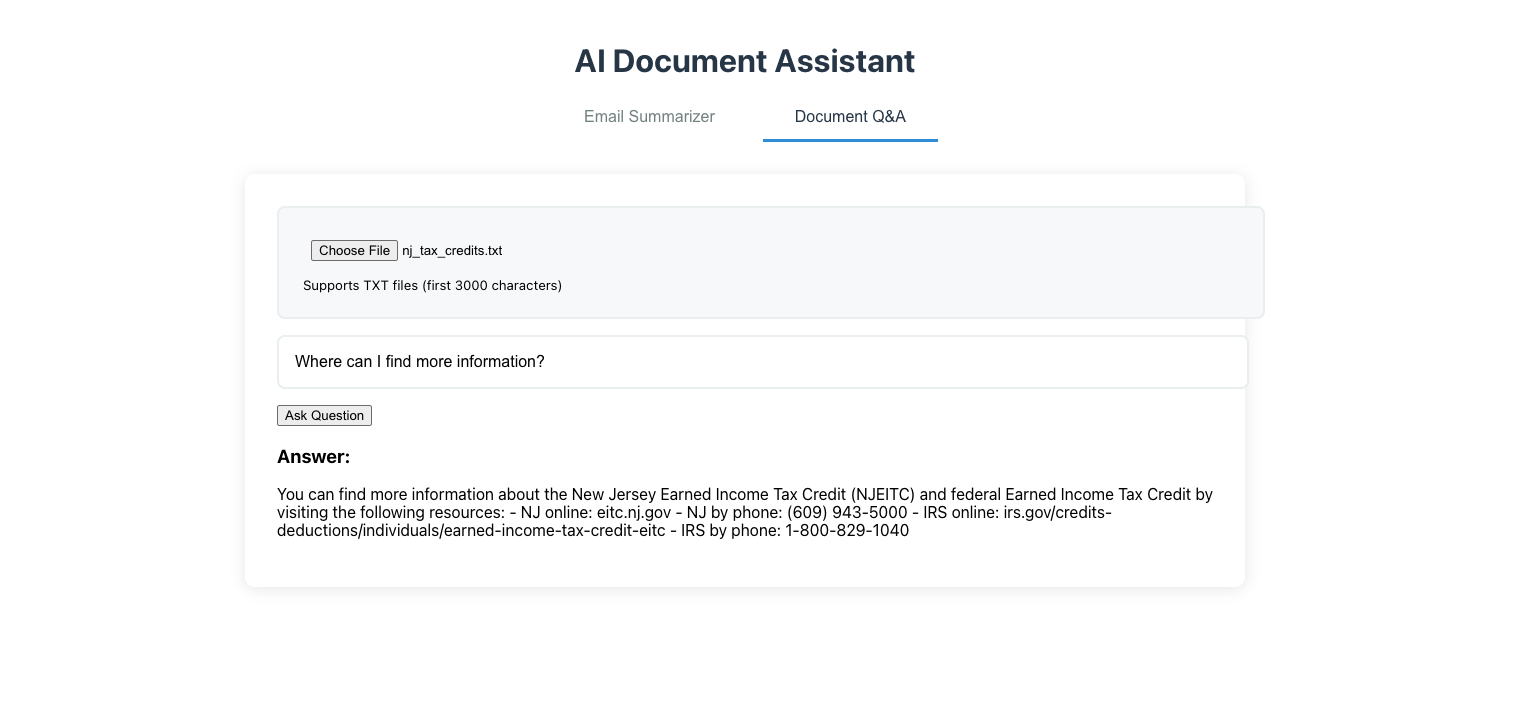 AI Document Assistant
Email Summarizer
Document Q&A
Choose File nj_tax_credits.txt
Supports TXT files (first 3000 characters)
Where can I find more information?
Ask Question
Answer:
You can find more information about the New Jersey Earned Income Tax Credit (NJEITC) and federal Earned Income Tax Credit by
visiting the following resources: - NJ online: eitc.nj.gov - NJ by phone: (609) 943-5000 - IRS online: irs.gov/credits-
deductions/individuals/earned-income-tax-credit-eitc - IRS by phone: 1-800-829-1040